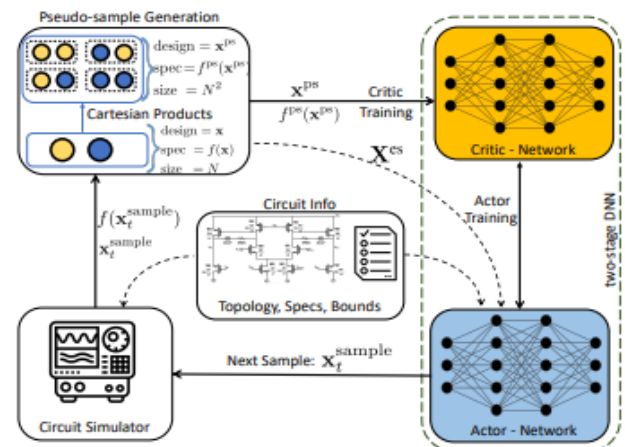 Pseudo-sample Generation
design = x^ps
spec = f^ps(x^ps)
size = N^2
Cartesian Products
design = x
spec = f(x)
size = N
x^ps
f^ps(x^ps)
Critic
Training
Critic - Network
X^es
Actor
Training
two-stage DNN
Circuit Info
Topology, Specs, Bounds
f(x_t^sample)
x_t^sample
Next Sample: x_t^sample
Circuit Simulator
Actor - Network